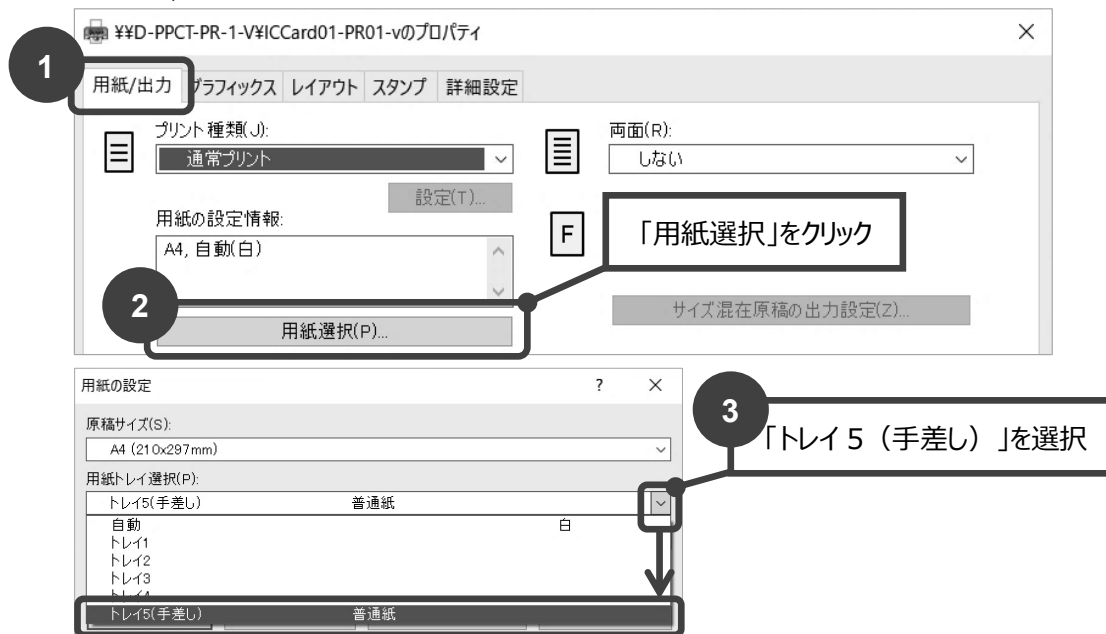 ¥¥D-PPCT-PR-1-V¥ICCard01-PR01-vのプロパティ
1
用紙/出力 グラフィックス レイアウト スタンプ 詳細設定
プリント種類(J):
通常プリント
両面(R):
しない
設定(T)...
用紙の設定情報:
A4, 自動(白)
F
「用紙選択」をクリック
2
用紙選択(P)...
サイズ混在原稿の出力設定(Z)...
用紙の設定
?
原稿サイズ(S):
A4 (210x297mm)
3
「トレイ5(手差し)」を選択
用紙トレイ選択(P):
トレイ5(手差し) 普通紙
自動 白
トレイ1
トレイ2
トレイ3
トレイ4
トレイ5(手差し) 普通紙